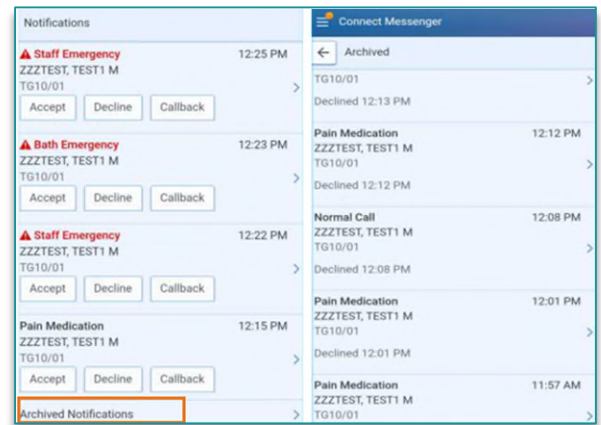 Notifications
Staff Emergency 12:25 PM
ZZZTEST, TEST1 M
TG10/01
Accept Decline Callback
Bath Emergency 12:23 PM
ZZZTEST, TEST1 M
TG10/01
Accept Decline Callback
Staff Emergency 12:22 PM
ZZZTEST, TEST1 M
TG10/01
Accept Decline Callback
Pain Medication 12:15 PM
ZZZTEST, TEST1 M
TG10/01
Accept Decline Callback
Archived Notifications
Connect Messenger
Archived
TG10/01
Declined 12:13 PM
Pain Medication 12:12 PM
ZZZTEST, TEST1 M
TG10/01
Declined 12:12 PM
Normal Call 12:08 PM
ZZZTEST, TEST1 M
TG10/01
Declined 12:08 PM
Pain Medication 12:01 PM
ZZZTEST, TEST1 M
TG10/01
Declined 12:01 PM
Pain Medication 11:57 AM
ZZZTEST, TEST1 M
TG10/01